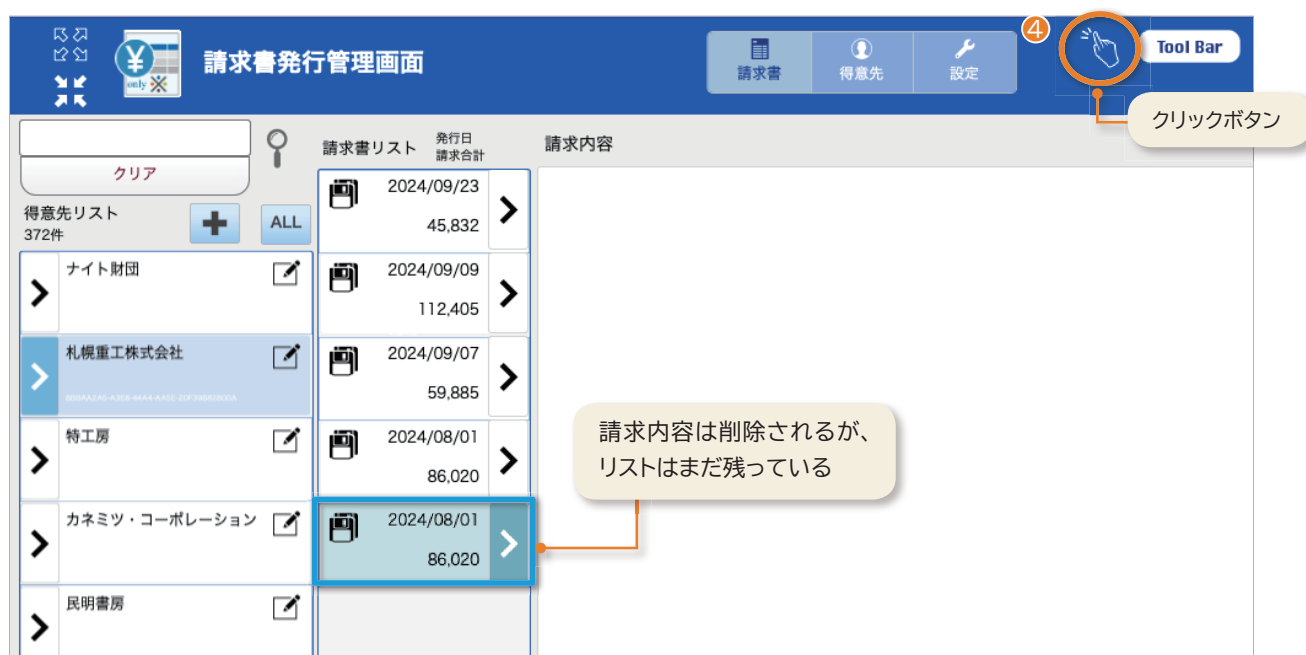 ¥
only ※
請求書発行管理画面
請求書
得意先
設定
4
Tool Bar
クリックボタン
クリア
得意先リスト
372件
ALL
ナイト財団
札幌重工株式会社
特工房
カネミツ・コーポレーション
民明書房
請求書リスト
発行日
請求合計
2024/09/23
45,832
2024/09/09
112,405
2024/09/07
59,885
2024/08/01
86,020
2024/08/01
86,020
請求内容
請求内容は削除されるが、
リストはまだ残っている